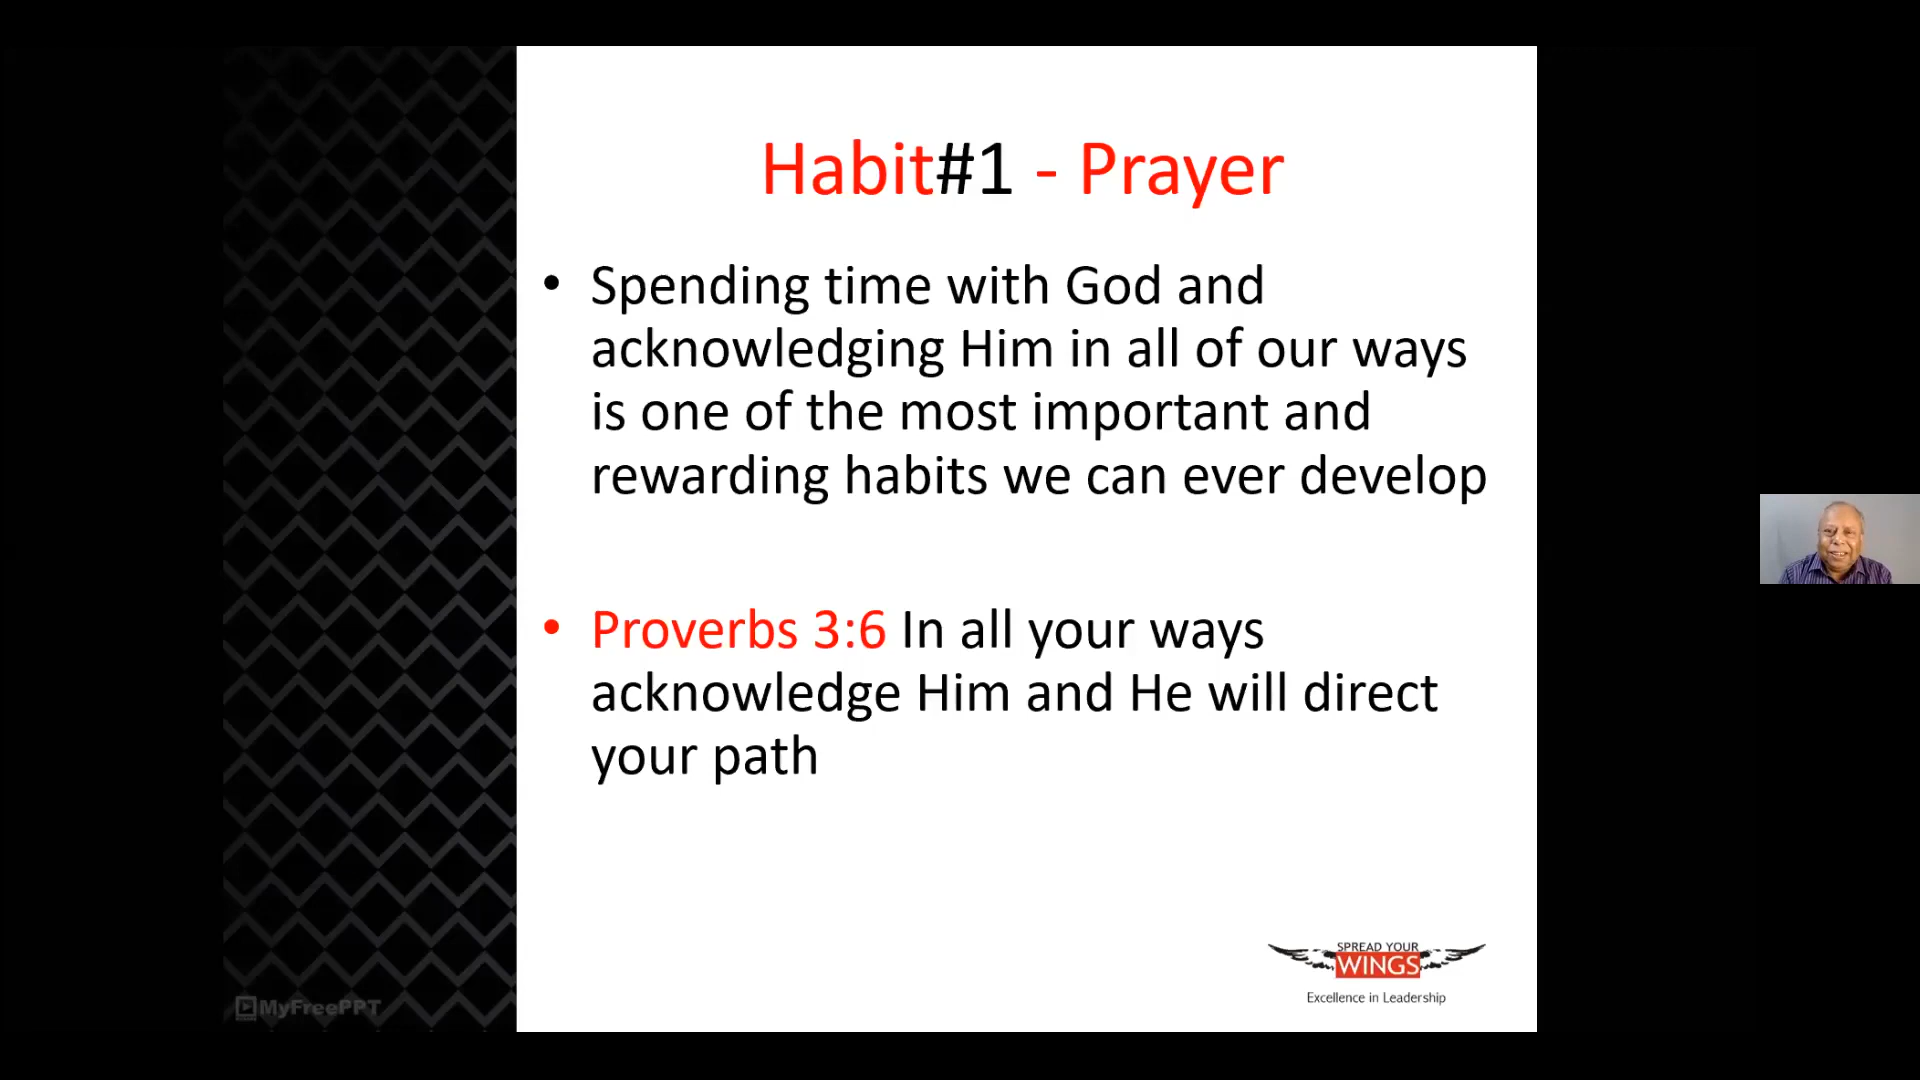 Habit#1 - Prayer
• Spending time with God and
acknowledging Him in all of our ways
is one of the most important and
rewarding habits we can ever develop
• Proverbs 3:6 In all your ways
acknowledge Him and He will direct
your path
SPREAD YOUR
WINGS
Excellence in Leadership
MyFreePPT